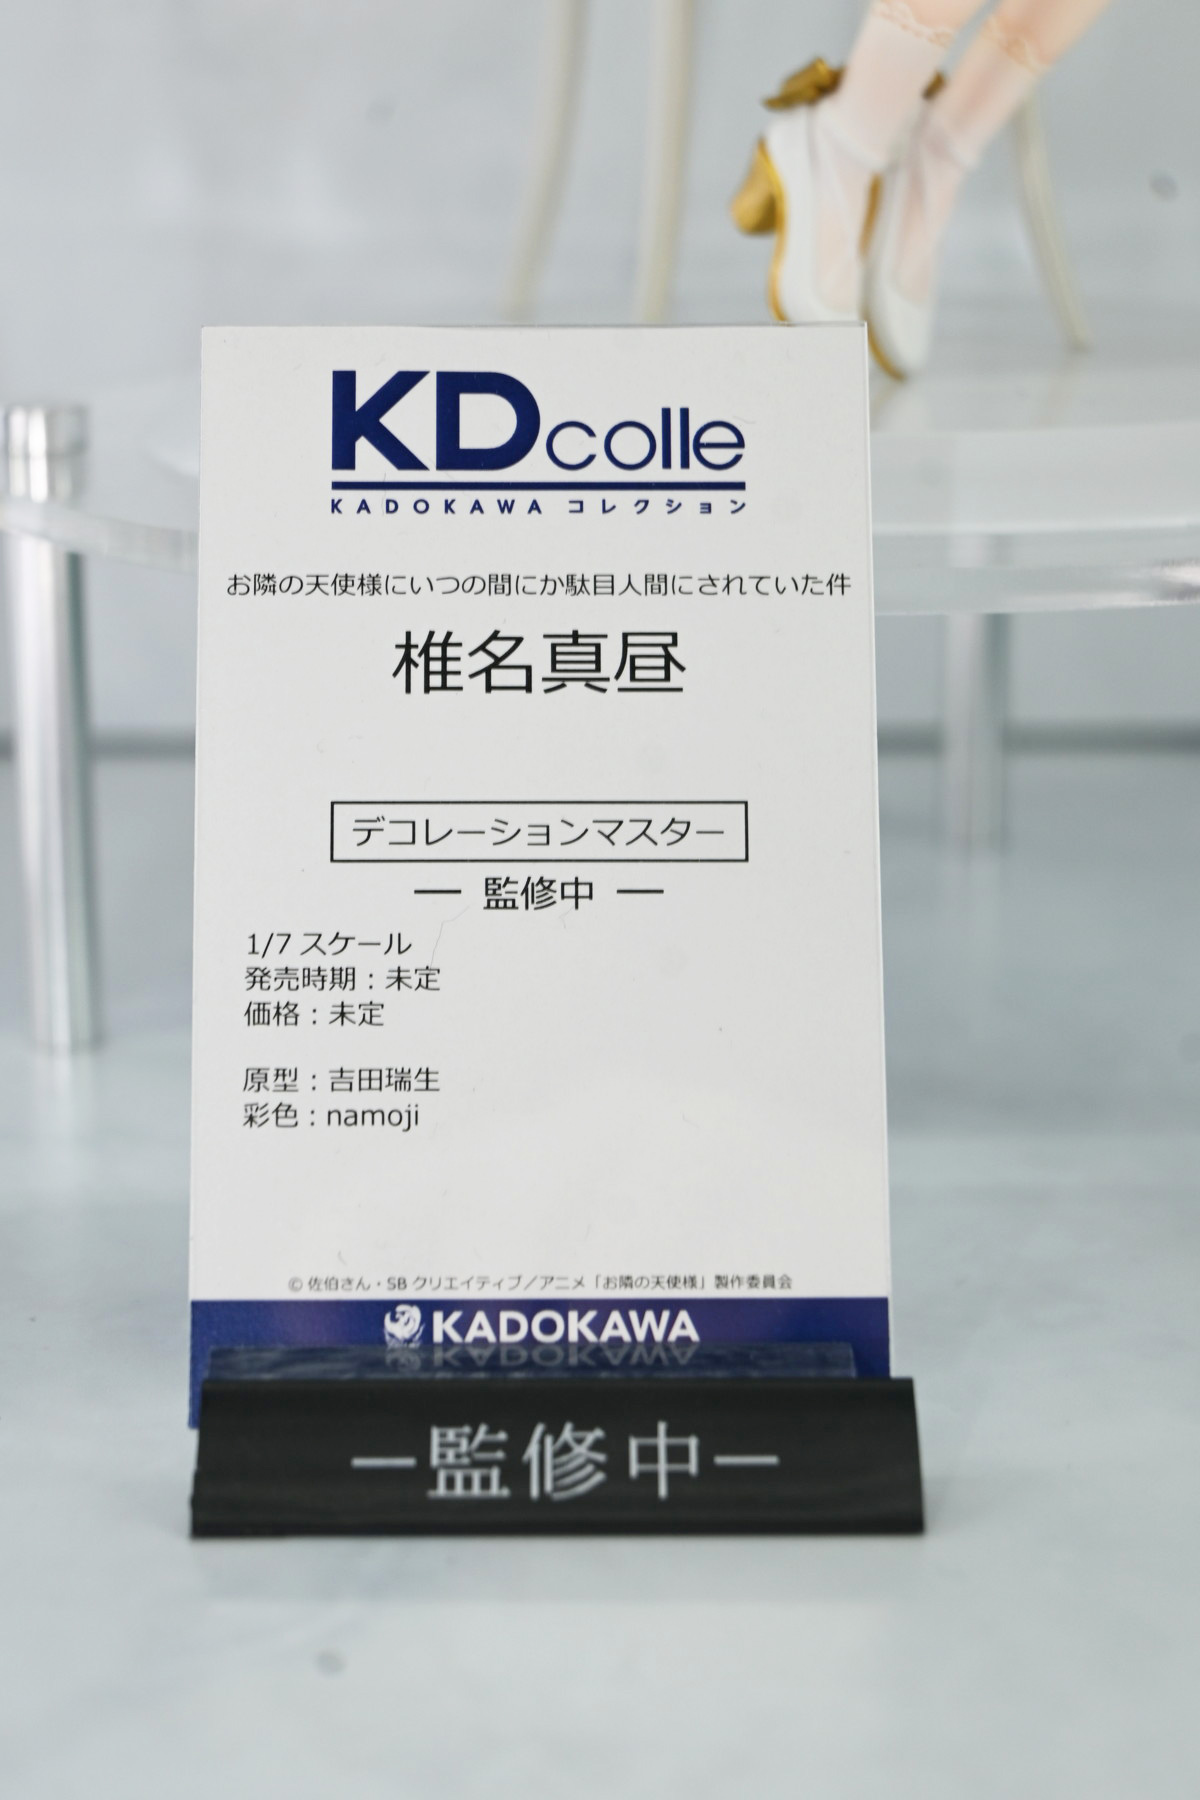 KDcolle
KADOKAWA コレクション
お隣の天使様にいつの間にか駄目人間にされていた件
椎名真昼
デコレーションマスター
― 監修中 ―
1/7 スケール
発売時期：未定
価格：未定
原型：吉田瑞生
彩色：namoji
© 佐伯さん・SB クリエイティブ／アニメ「お隣の天使様」製作委員会
KADOKAWA
―監修中―